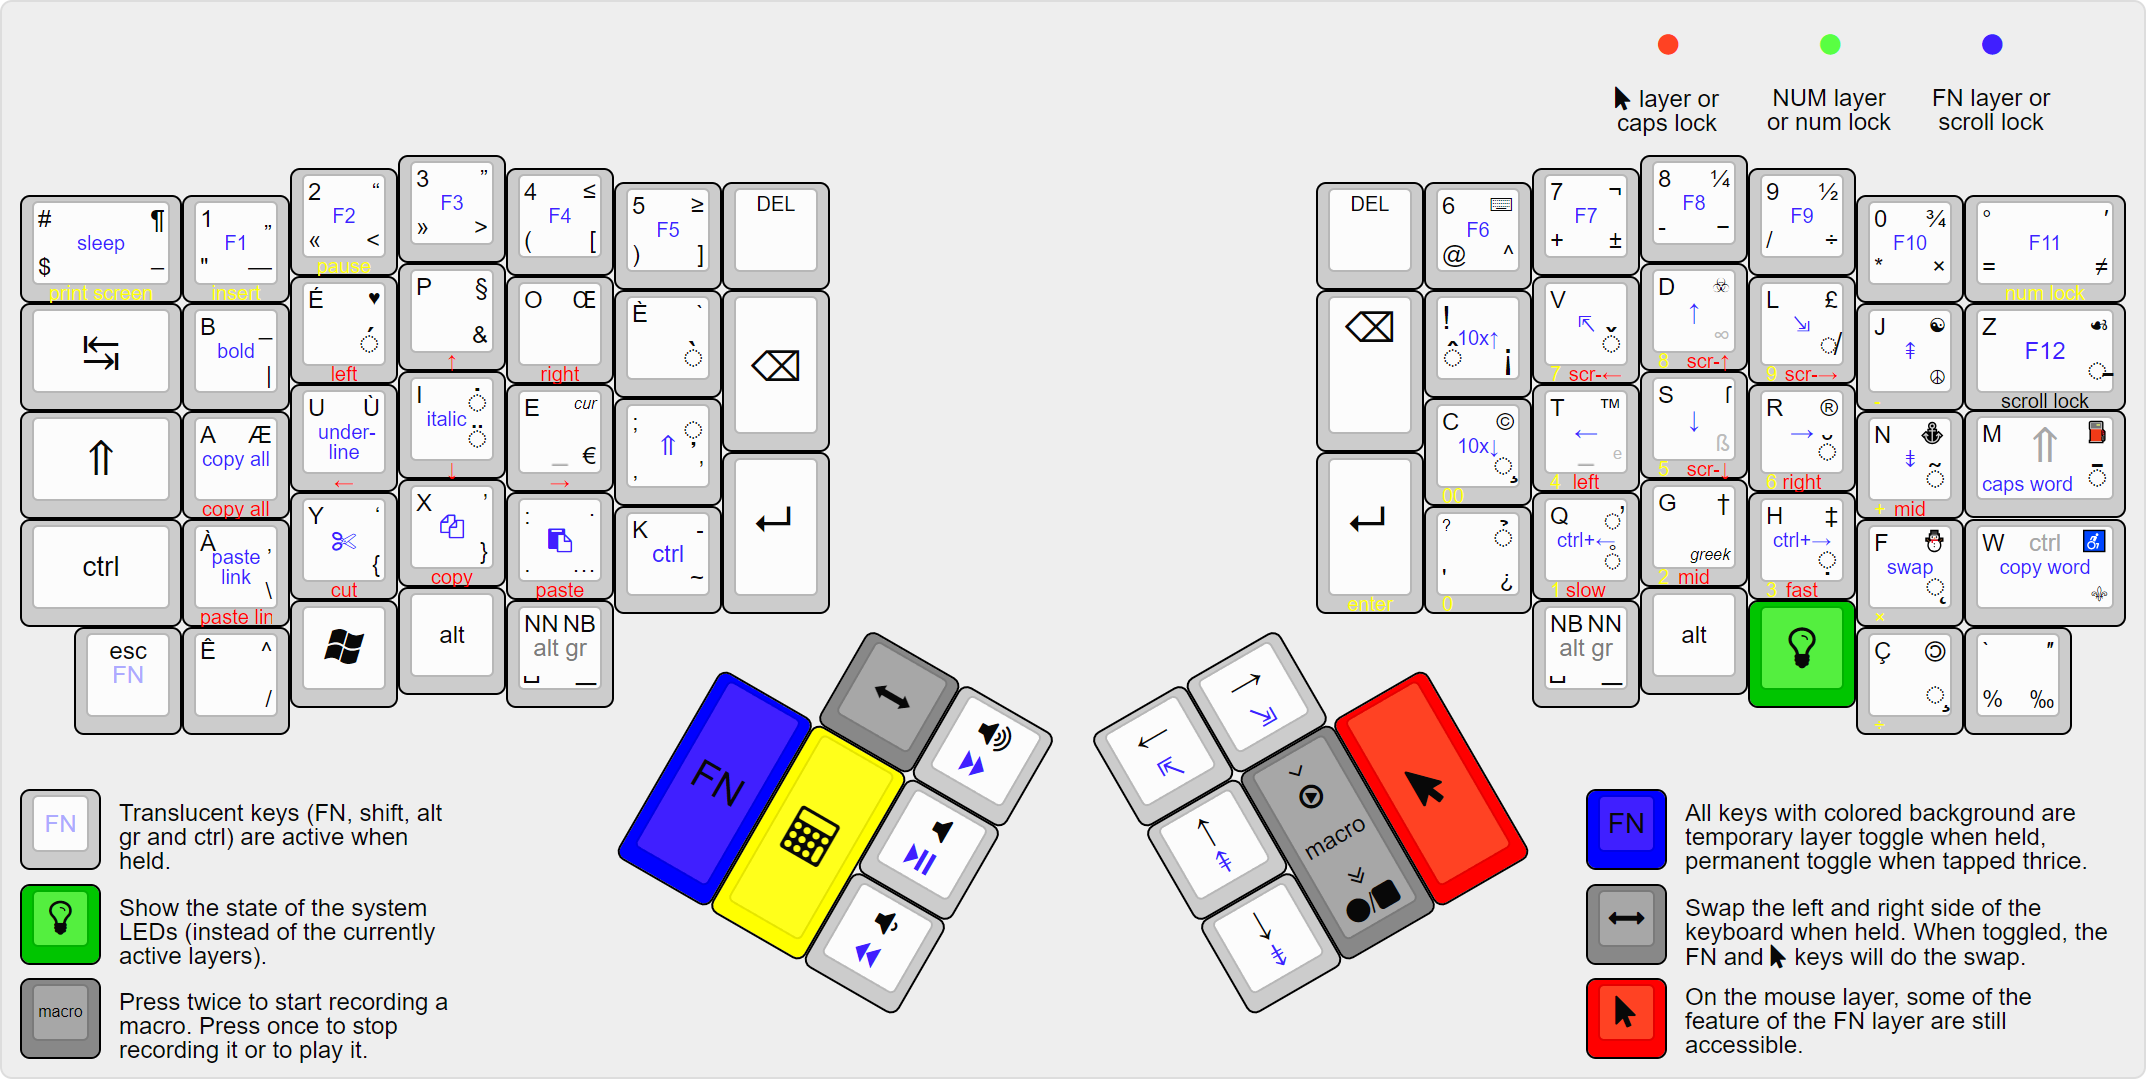 layer or
caps lock
NUM layer
or num lock
FN layer or
scroll lock
# ¶
sleep
$ –
print screen
1 „
F1
" —
insert
2 “
F2
« <
pause
3 ”
F3
» >
4 ≤
F4
( [
5 ≥
F5
) ]
DEL
DEL
6 ⌨
F6
@ ^
7 ¬
F7
+ ±
8 ¼
F8
- −
9 ½
F9
/ ÷
0 ¾
F10
* ×
° ′
F11
= ≠
num lock
↹
B _
bold
|
É ♥
◌́
left
P §
&
↑
O Œ
right
È `
◌̀
⌫
⌫
!
10x↑
◌̂ ¡
V
⇱
◌̌
7 scr-←
D ☣
↑
∞
8 scr-↑
L £
⇲
◌̸
9 scr-→
J ☯
⇞
☮
-
Z ☙
F12
◌̵
scroll lock
⇑
A Æ
copy all
copy all
U Ù
under-
line
←
I ◌̇
italic
◌̈
↓
E cur
_ €
→
; ◌̦
⇑
, ’
↵
↵
enter
C ©
10x↓
◌̧
00
T ™
←
_ e
4 left
S ſ
↓
ß
5 scr-↓
R ®
→
◌̆
6 right
N
⇟
◌̃
+ mid
M ⇑ ⛽
caps word
◌̄
ctrl
À ’
paste
link
\
paste lin
Y ‘
✄
{
cut
X ’
}
copy
: ·
. …
paste
K -
ctrl
~
? ◌̉
' ¿
0
Q ◌̛
ctrl+←
◌̊
1 slow
G †
greek
2 mid
H ‡
ctrl+→
◌̣
3 fast
F ⛄
swap
◌̨
×
W ctrl ♿
copy word
⚜
esc
FN
Ê ^
/
alt
NN NB
alt gr
NB NN
alt gr
alt
Ç
◌̧
÷
` ″
% ‰
FN
macro
FN
Translucent keys (FN, shift, alt
gr and ctrl) are active when
held.
Show the state of the system
LEDs (instead of the currently
active layers).
macro
Press twice to start recording a
macro. Press once to stop
recording it or to play it.
FN
All keys with colored background are
temporary layer toggle when held,
permanent toggle when tapped thrice.
Swap the left and right side of the
keyboard when held. When toggled, the
FN and keys will do the swap.
On the mouse layer, some of the
feature of the FN layer are still
accessible.